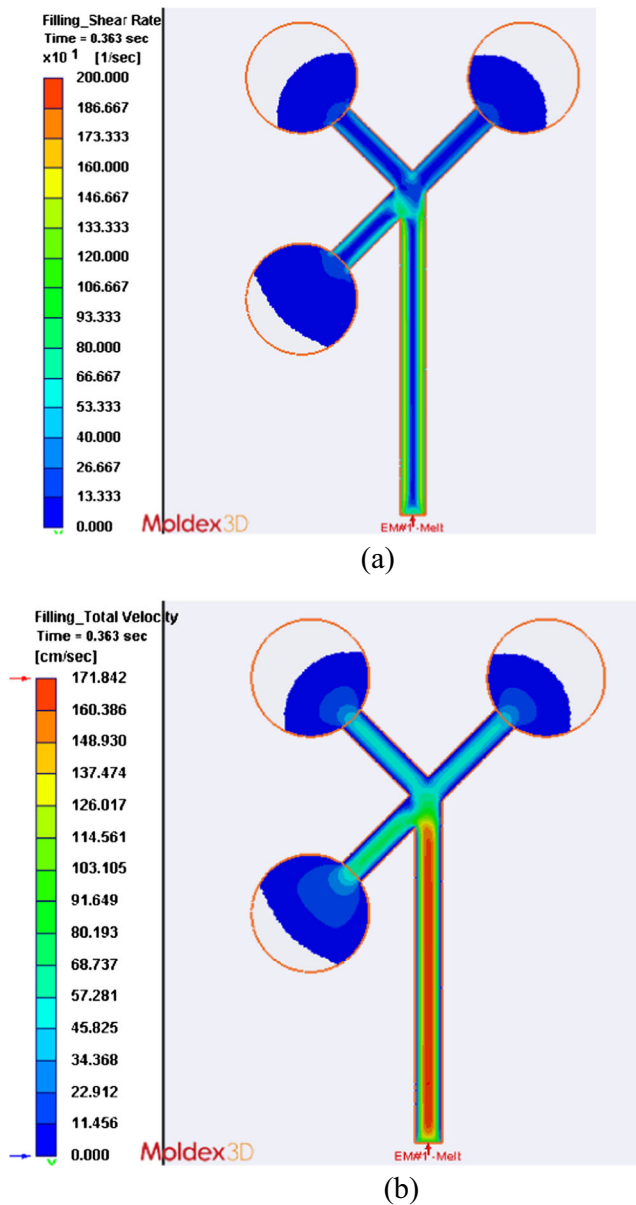 Filling_Shear Rate
Time = 0.363 sec
x10 1 [1/sec]
200.000
186.667
173.333
160.000
146.667
133.333
120.000
106.667
93.333
80.000
66.667
53.333
40.000
26.667
13.333
0.000
Moldex3D
EM#1 -Melt
(a)
Filling_Total Velocity
Time = 0.363 sec
[cm/sec]
171.842
160.386
148.930
137.474
126.017
114.561
103.105
91.649
80.193
68.737
57.281
45.825
34.368
22.912
11.456
0.000
Moldex3D
EM#1 -Melt
(b)